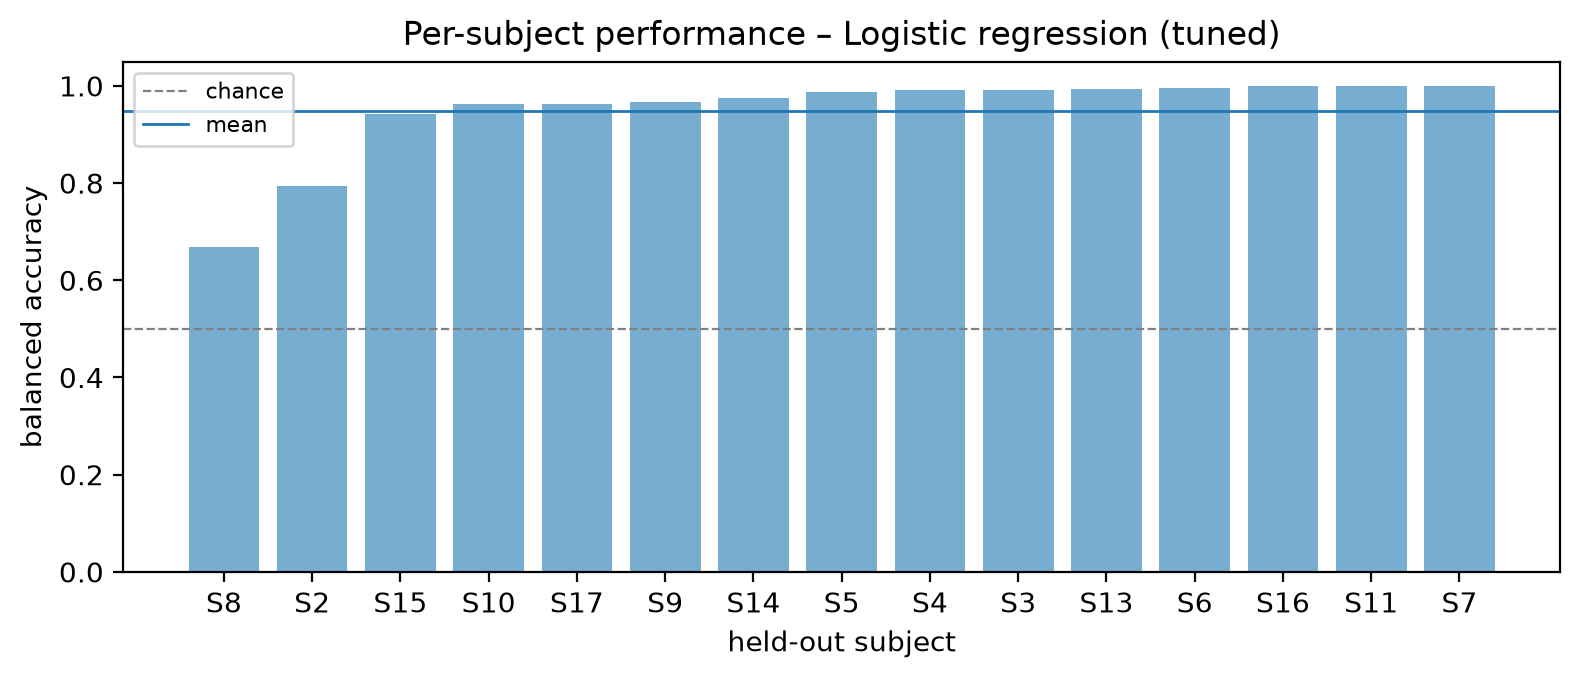 Per-subject performance – Logistic regression (tuned)
chance
mean
balanced accuracy
1.0
0.8
0.6
0.4
0.2
0.0
S8 S2 S15 S10 S17 S9 S14 S5 S4 S3 S13 S6 S16 S11 S7
held-out subject